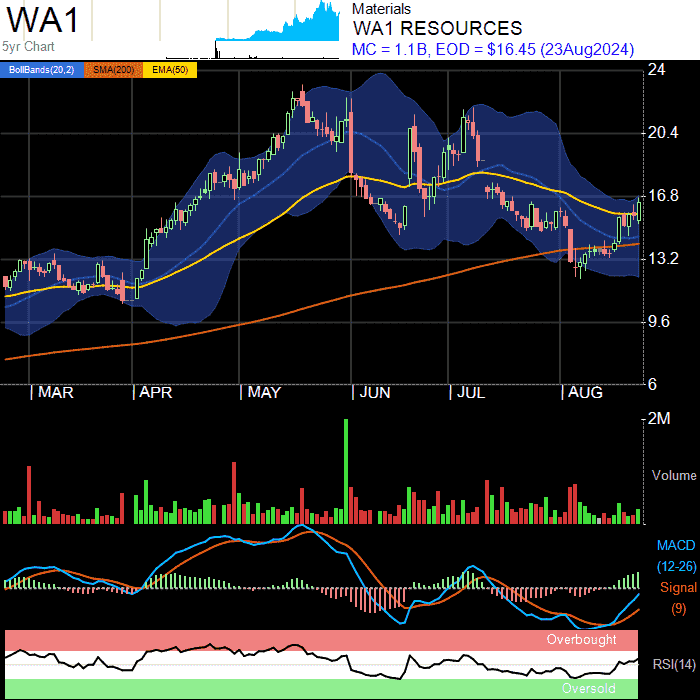 WA1
5yr Chart
Materials
WA1 RESOURCES
MC = 1.1B, EOD = $16.45 (23Aug2024)
BollBands(20,2) SMA(200) EMA(50)
24
20.4
16.8
13.2
9.6
6
MAR APR MAY JUN JUL AUG
2M
Volume
MACD
(12-26)
Signal
(9)
Overbought
RSI(14)
Oversold